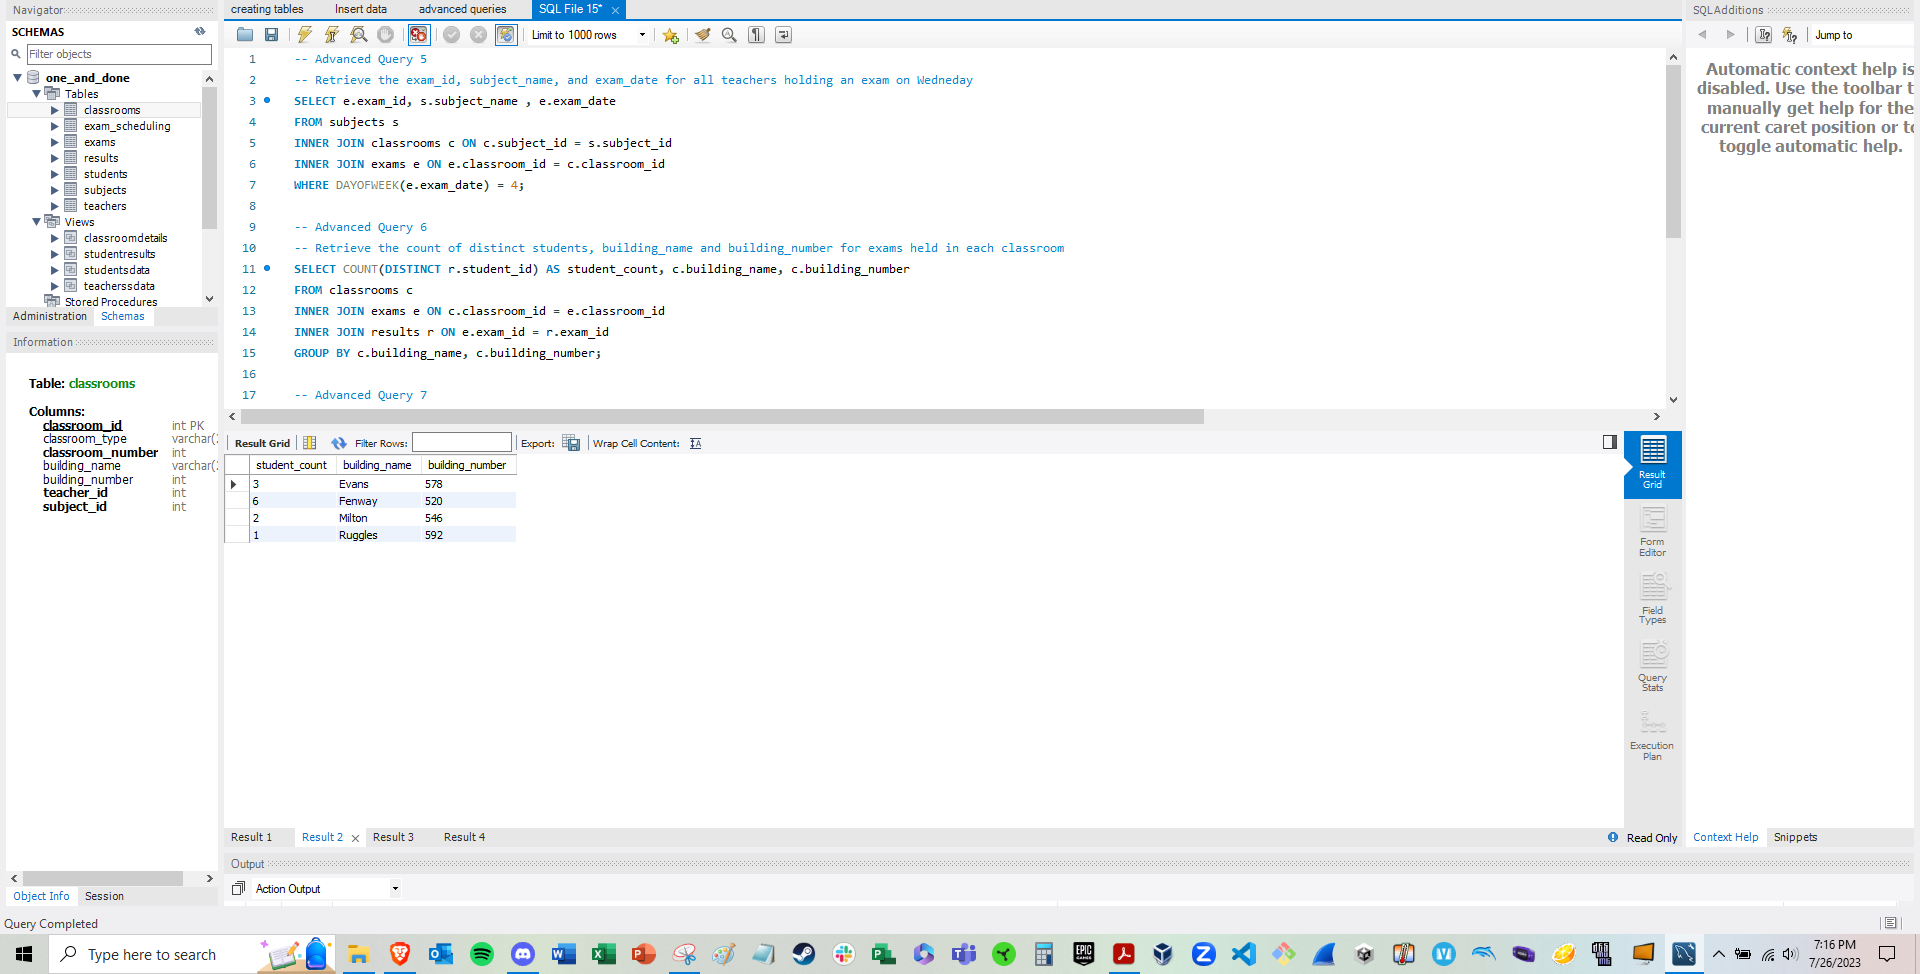 Navigator
SCHEMAS
Filter objects
one_and_done
Tables
classrooms
exam_scheduling
exams
results
students
subjects
teachers
Views
classroomdetails
studentresults
studentsdata
teacherssdata
Stored Procedures
Administration Schemas
Information
Table: classrooms
Columns:
classroom_id int PK
classroom_type varchar(
classroom_number int
building_name varchar(
building_number int
teacher_id int
subject_id int
Object Info Session
Query Completed
creating tables Insert data advanced queries SQL File 15*
Limit to 1000 rows
1 -- Advanced Query 5
2 -- Retrieve the exam_id, subject_name, and exam_date for all teachers holding an exam on Wedneday
3 SELECT e.exam_id, s.subject_name , e.exam_date
4 FROM subjects s
5 INNER JOIN classrooms c ON c.subject_id = s.subject_id
6 INNER JOIN exams e ON e.classroom_id = c.classroom_id
7 WHERE DAYOFWEEK(e.exam_date) = 4;
8
9 -- Advanced Query 6
10 -- Retrieve the count of distinct students, building_name and building_number for exams held in each classroom
11 SELECT COUNT(DISTINCT r.student_id) AS student_count, c.building_name, c.building_number
12 FROM classrooms c
13 INNER JOIN exams e ON c.classroom_id = e.classroom_id
14 INNER JOIN results r ON e.exam_id = r.exam_id
15 GROUP BY c.building_name, c.building_number;
16
17 -- Advanced Query 7
Result Grid Filter Rows: Export: Wrap Cell Content:
student_count building_name building_number
3 Evans 578
6 Fenway 520
2 Milton 546
1 Ruggles 592
Result
Grid
Form
Editor
Field
Types
Query
Stats
Execution
Plan
Result 1 Result 2 Result 3 Result 4
Read Only
Output
Action Output
SQLAdditions
Jump to
Automatic context help is
disabled. Use the toolbar t
manually get help for the
current caret position or to
toggle automatic help.
Context Help Snippets
Type here to search
7:16 PM
7/26/2023